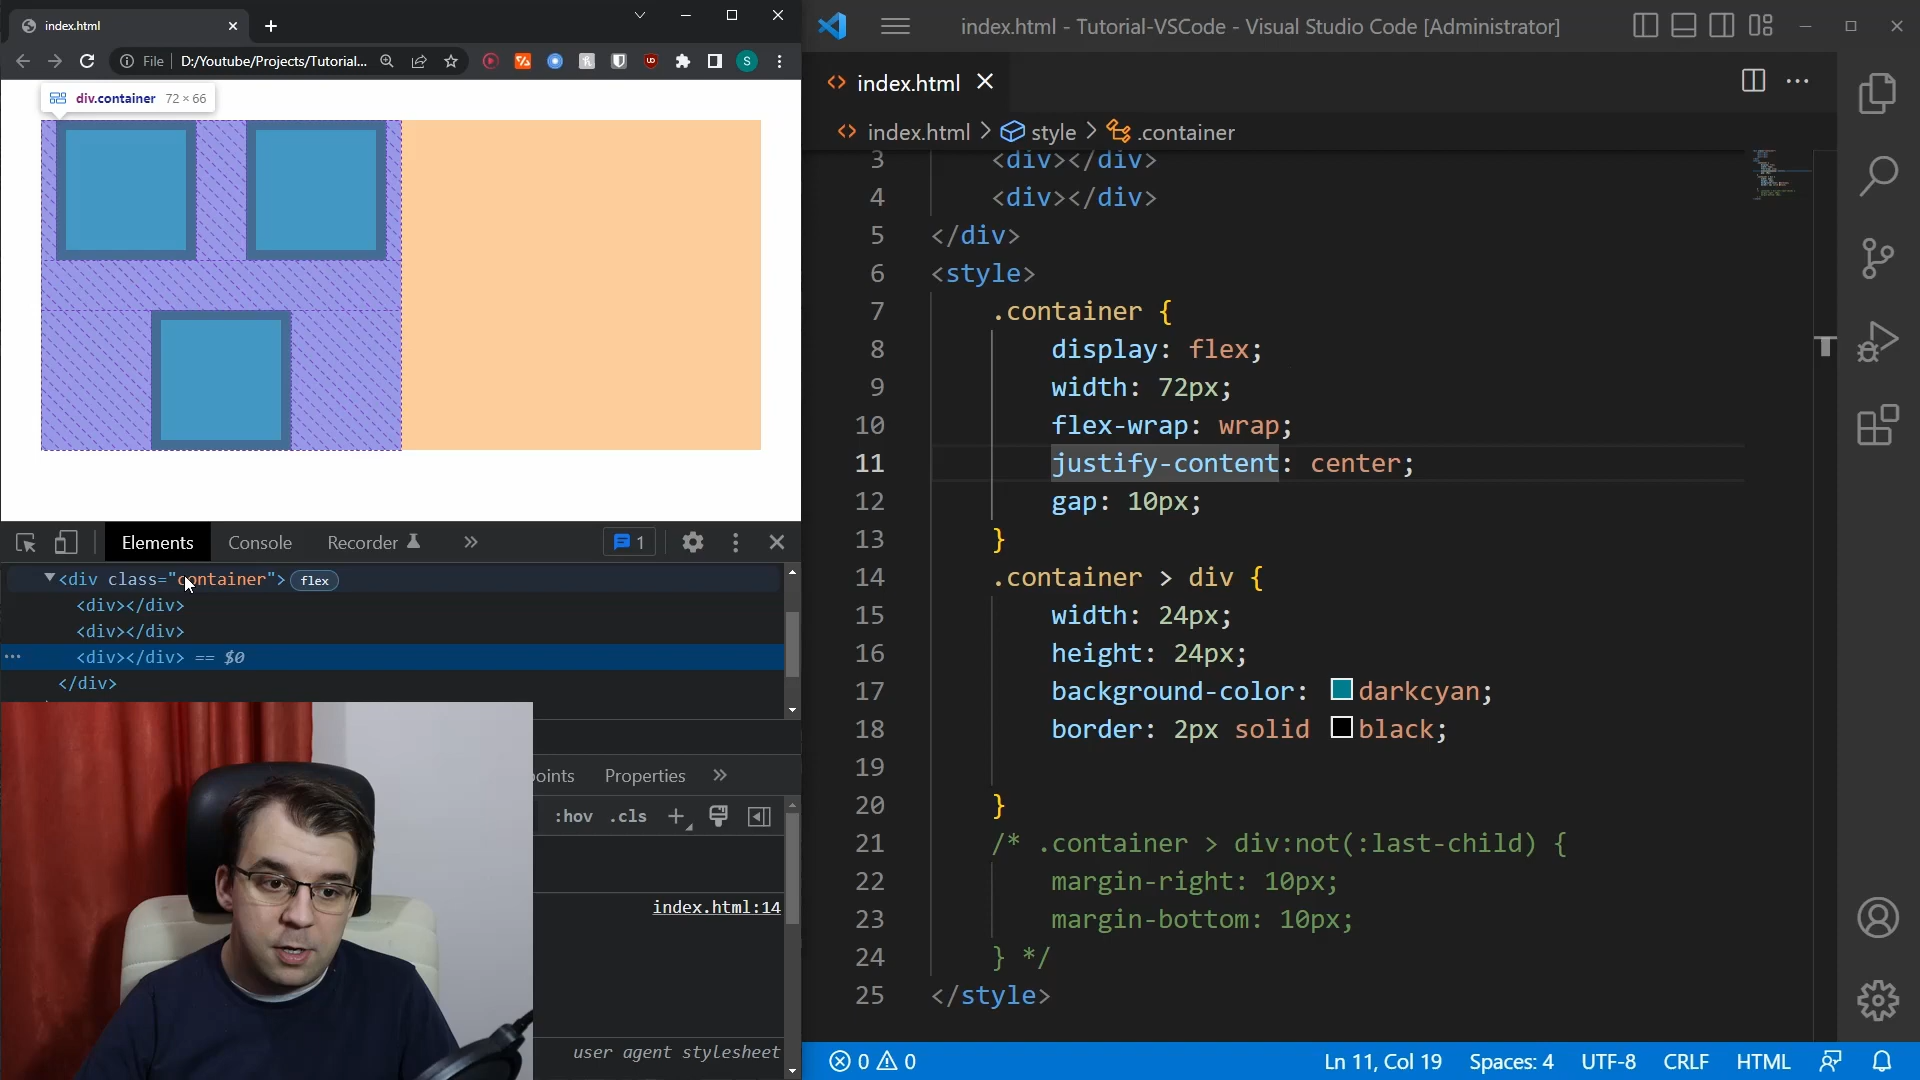 index.html
File
D:/Youtube/Projects/Tutorial...
S
div.container 72 × 66
Elements
Console
Recorder
1
<div class="container"> flex
<div></div>
<div></div>
<div></div> == $0
</div>
Properties
:hov .cls
index.html:14
user agent stylesheet
index.html - Tutorial-VSCode - Visual Studio Code [Administrator]
index.html
index.html > style > .container
3 <div></div>
4 <div></div>
5 </div>
6 <style>
7 .container {
8 display: flex;
9 width: 72px;
10 flex-wrap: wrap;
11 justify-content: center;
12 gap: 10px;
13 }
14 .container > div {
15 width: 24px;
16 height: 24px;
17 background-color: darkcyan;
18 border: 2px solid black;
19
20 }
21 /* .container > div:not(:last-child) {
22 margin-right: 10px;
23 margin-bottom: 10px;
24 } */
25 </style>
0 0
Ln 11, Col 19
Spaces: 4
UTF-8
CRLF
HTML